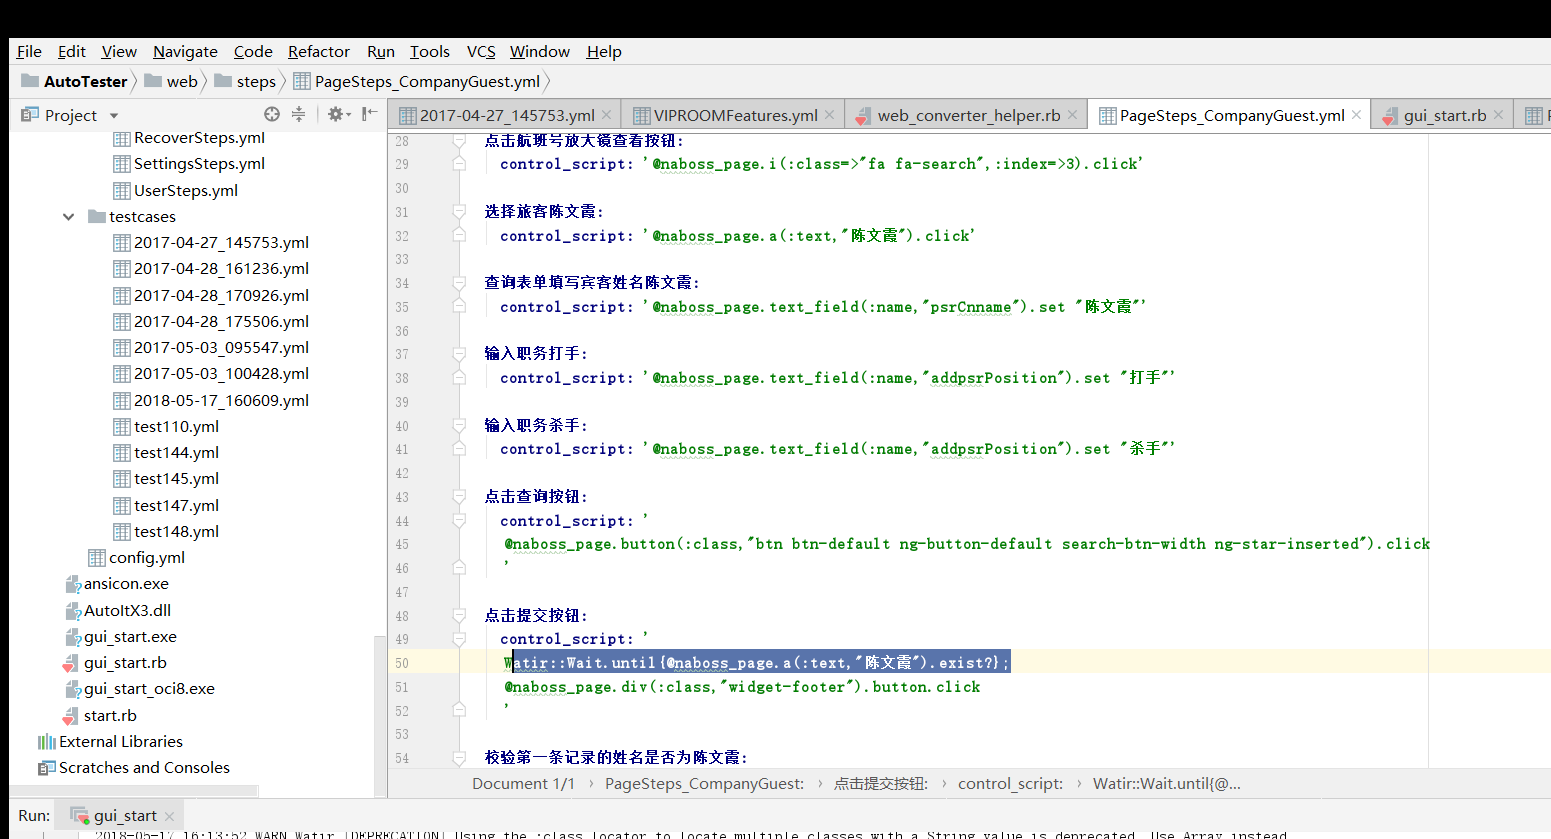 File Edit View Navigate Code Refactor Run Tools VCS Window Help
AutoTester web steps PageSteps_CompanyGuest.yml
Project
2017-04-27_145753.yml VIPROOMFeatures.yml web_converter_helper.rb PageSteps_CompanyGuest.yml gui_start.rb
RecoverSteps.yml
SettingsSteps.yml
UserSteps.yml
testcases
2017-04-27_145753.yml
2017-04-28_161236.yml
2017-04-28_170926.yml
2017-04-28_175506.yml
2017-05-03_095547.yml
2017-05-03_100428.yml
2018-05-17_160609.yml
test110.yml
test144.yml
test145.yml
test147.yml
test148.yml
config.yml
ansicon.exe
AutoItX3.dll
gui_start.exe
gui_start.rb
gui_start_oci8.exe
start.rb
External Libraries
Scratches and Consoles
28 点击航班号放大镜查看按钮:
29 control_script: '@naboss_page.i(:class=>"fa fa-search",:index=>3).click'
30
31 选择旅客陈文霞:
32 control_script: '@naboss_page.a(:text,"陈文霞").click'
33
34 查询表单填写宾客姓名陈文霞:
35 control_script: '@naboss_page.text_field(:name,"psrCnname").set "陈文霞"'
36
37 输入职务打手:
38 control_script: '@naboss_page.text_field(:name,"addpsrPosition").set "打手"'
39
40 输入职务杀手:
41 control_script: '@naboss_page.text_field(:name,"addpsrPosition").set "杀手"'
42
43 点击查询按钮:
44 control_script: '
45 @naboss_page.button(:class,"btn btn-default ng-button-default search-btn-width ng-star-inserted").click
46 '
47
48 点击提交按钮:
49 control_script: '
50 Watir::Wait.until{@naboss_page.a(:text,"陈文霞").exist?};
51 @naboss_page.div(:class,"widget-footer").button.click
52 '
53
54 校验第一条记录的姓名是否为陈文霞:
Document 1/1 › PageSteps_CompanyGuest: › 点击提交按钮: › control_script: › Watir::Wait.until{@...
Run: gui_start
2018-05-17 16:13:52 WARN Watir [DEPRECATION] Using the :class locator to locate multiple classes with a String value is deprecated. Use Array instead